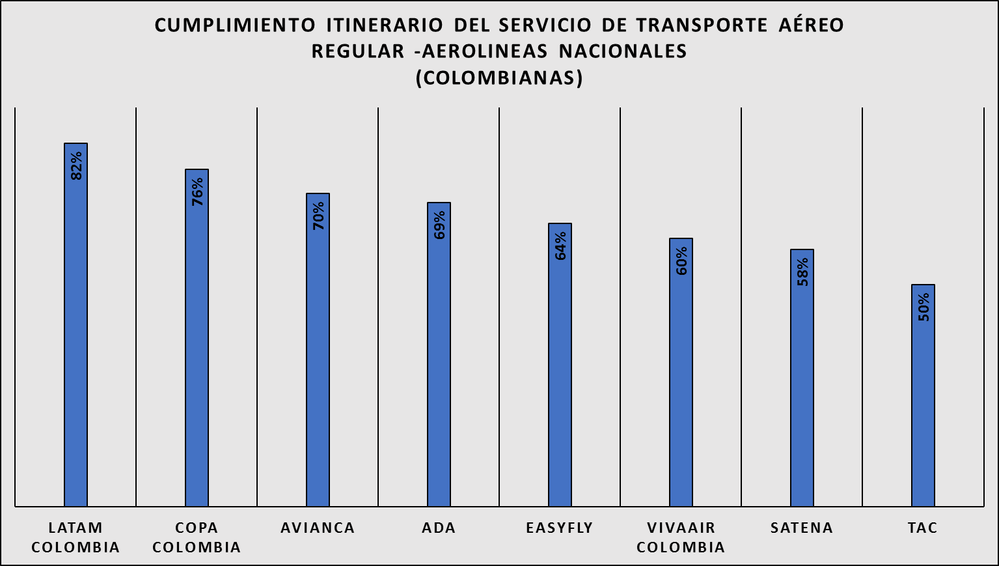 CUMPLIMIENTO ITINERARIO DEL SERVICIO DE TRANSPORTE AÉREO
REGULAR -AEROLINEAS NACIONALES
(COLOMBIANAS)
82%
76%
70%
69%
64%
60%
58%
50%
LATAM
COLOMBIA
COPA
COLOMBIA
AVIANCA
ADA
EASYFLY
VIVAAIR
COLOMBIA
SATENA
TAC